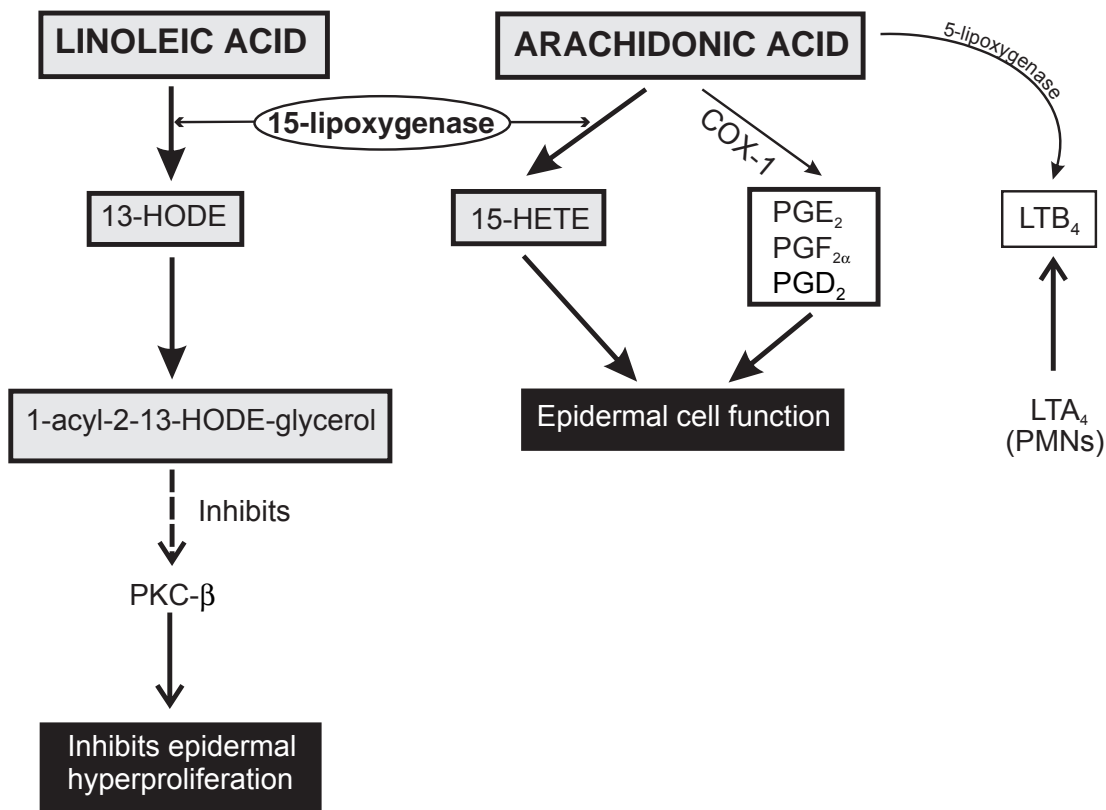 LINOLEIC ACID
ARACHIDONIC ACID
5-lipoxygenase
15-lipoxygenase
COX-1
13-HODE
15-HETE
PGE₂
PGF₂α
PGD₂
LTB₄
1-acyl-2-13-HODE-glycerol
Epidermal cell function
LTA₄
(PMNs)
Inhibits
PKC-β
Inhibits epidermal
hyperproliferation